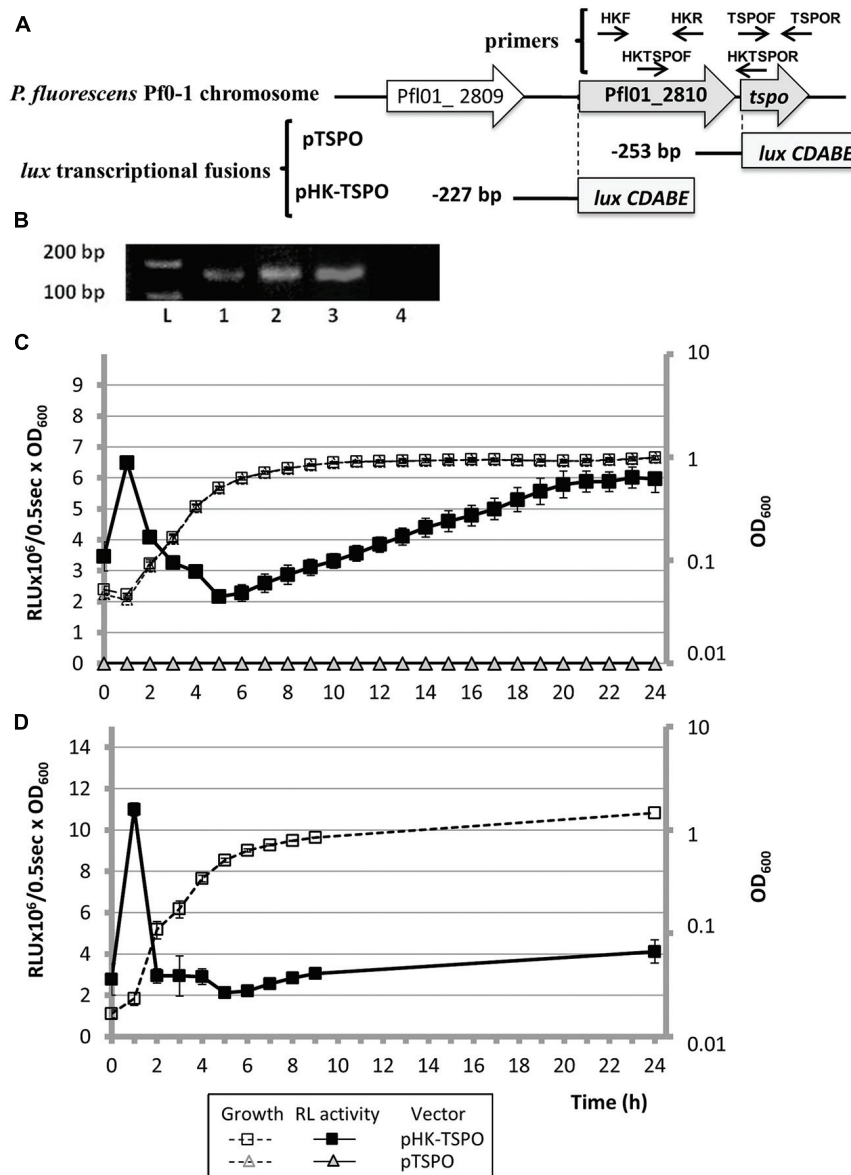 A
HKF HKR TSPOF TSPOR
primers
HKTSPOF HKTSPOR
P. fluorescens Pf0-1 chromosome
Pfl01_ 2809 Pfl01_2810 tspo
lux transcriptional fusions
pTSPO -253 bp lux CDABE
pHK-TSPO -227 bp lux CDABE
B
200 bp
100 bp
L 1 2 3 4
C
RLUx10⁶/0.5sec x OD₆₀₀
9
8
7
6
5
4
3
2
1
0
10
1
0.1
0.01
OD₆₀₀
0 2 4 6 8 10 12 14 16 18 20 22 24
D
RLUx10⁶/0.5sec x OD₆₀₀
14
12
10
8
6
4
2
0
10
1
0.1
0.01
OD₆₀₀
0 2 4 6 8 10 12 14 16 18 20 22 24
Time (h)
Growth RL activity Vector
pHK-TSPO
pTSPO